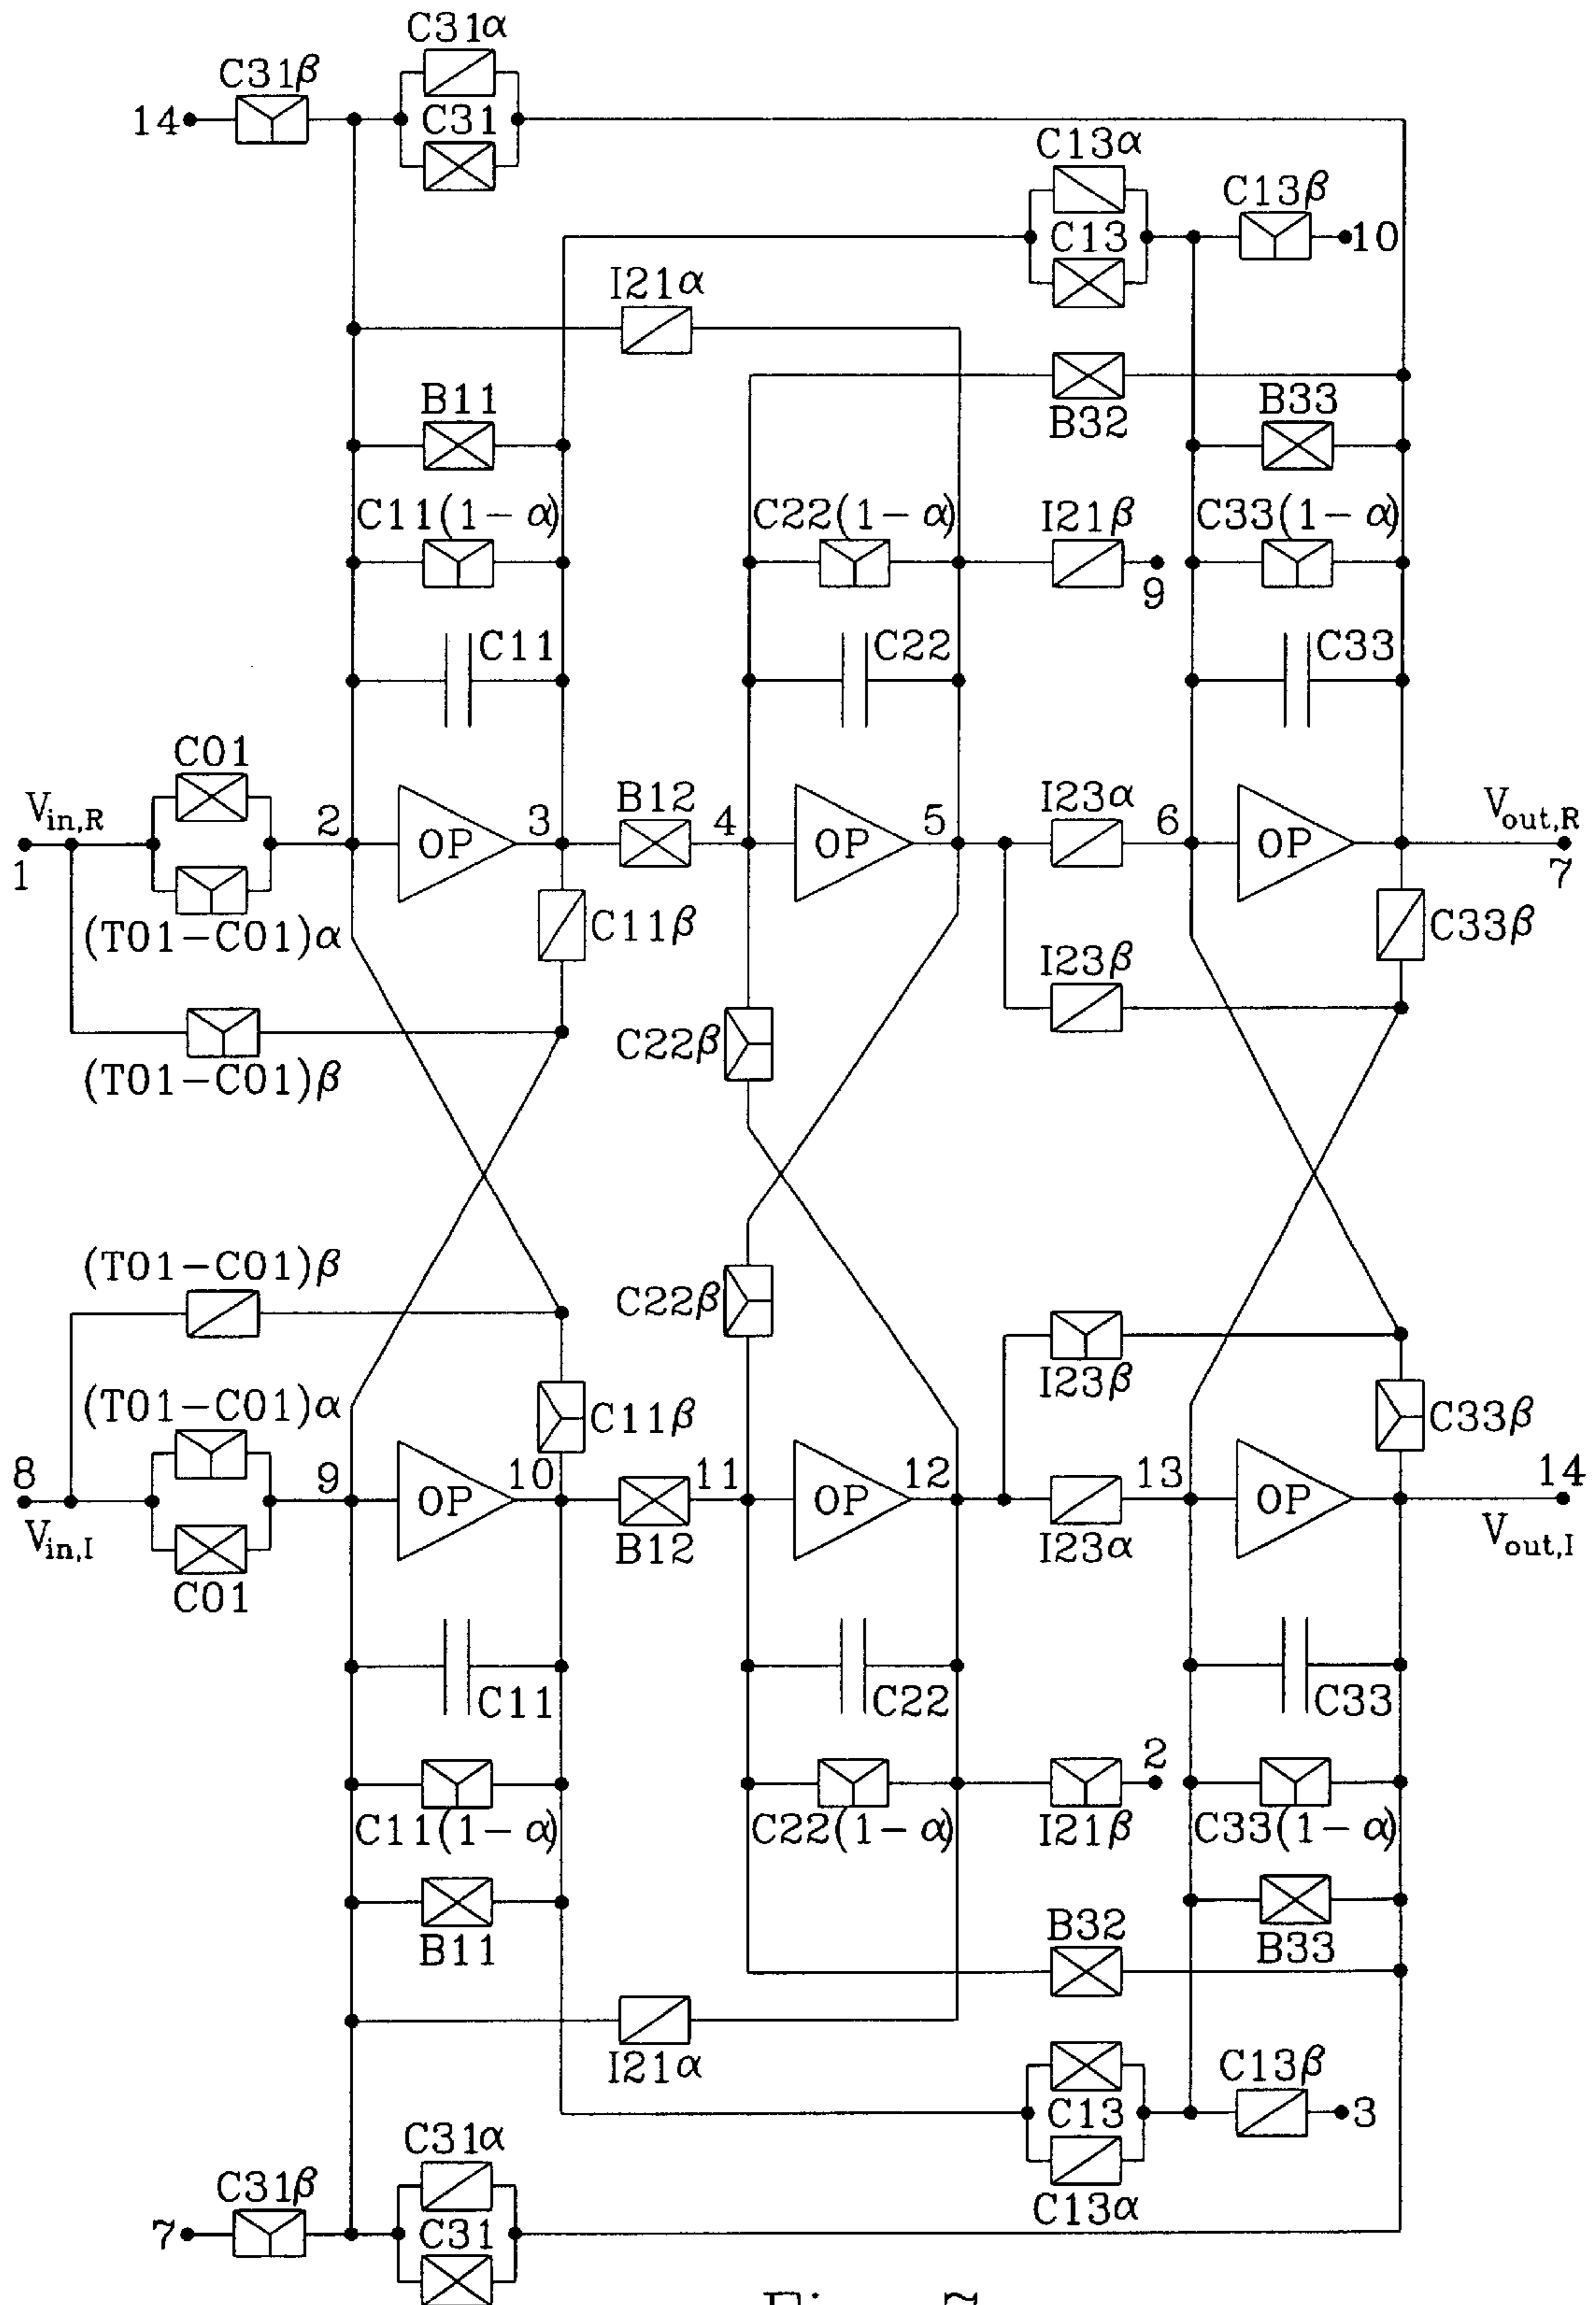 C31α
C31β
14
C31
C13α
C13β
C13
10
I21α
B11
B32
B33
C11(1-α)
C22(1-α)
I21β
C33(1-α)
9
C11
C22
C33
C01
V_in,R
2
OP
3
B12
4
OP
5
I23α
6
OP
V_out,R
1
7
(T01-C01)α
C11β
I23β
C33β
(T01-C01)β
C22β
(T01-C01)β
C22β
(T01-C01)α
C11β
I23β
C33β
8
9
OP
10
11
OP
12
13
OP
14
V_in,I
B12
I23α
V_out,I
C01
C11
C22
C33
2
C11(1-α)
C22(1-α)
I21β
C33(1-α)
B11
B32
B33
I21α
C13β
C13
3
C31α
C13α
C31β
7
C31